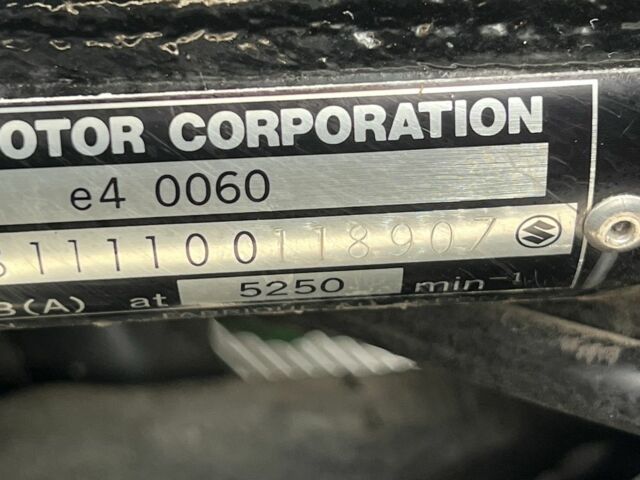 OTOR CORPORATION
e4 0060
111100118907
B(A) at 5250 min⁻¹